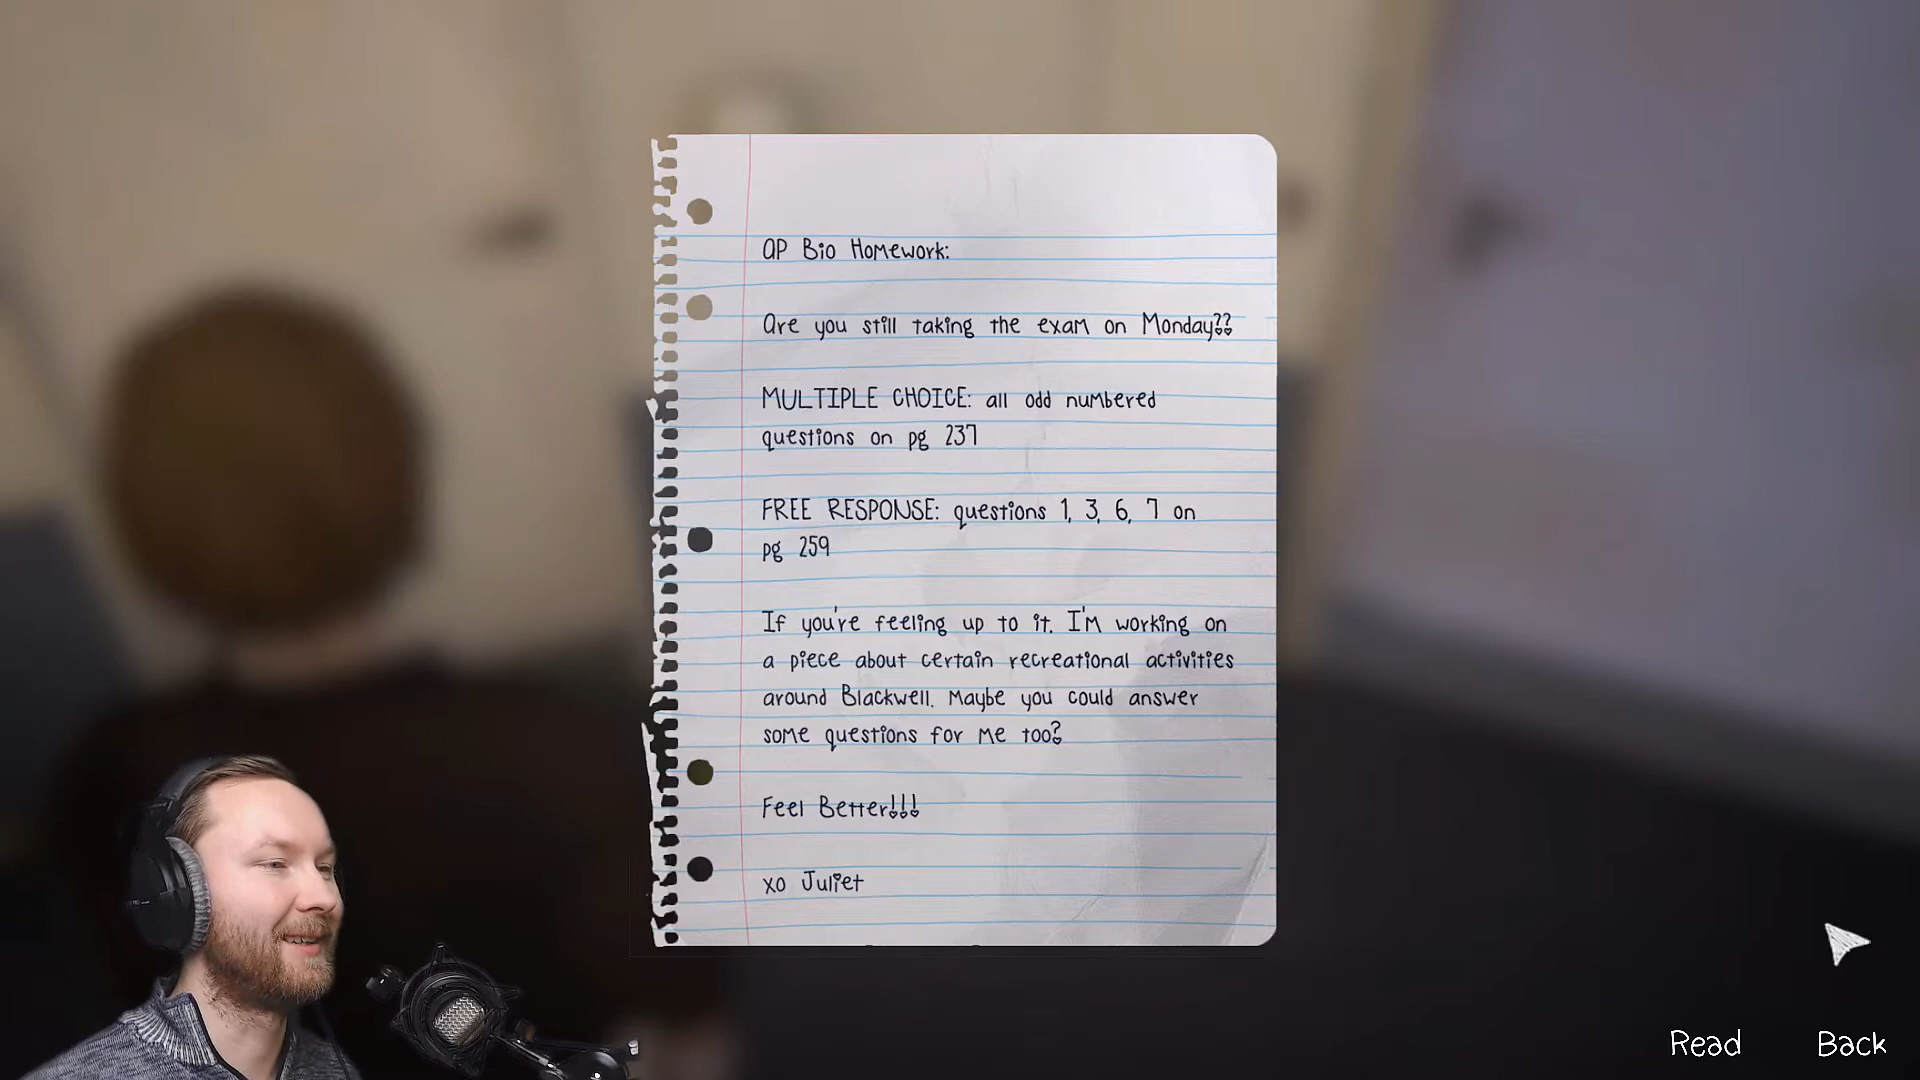 AP Bio Homework:
Are you still taking the exam on Monday??
MULTIPLE CHOICE: all odd numbered
questions on pg 237
FREE RESPONSE: questions 1, 3, 6, 7 on
pg 259
If you're feeling up to it. I'm working on
a piece about certain recreational activities
around Blackwell. Maybe you could answer
some questions for me too?
Feel Better!!!
xo Juliet
Read Back